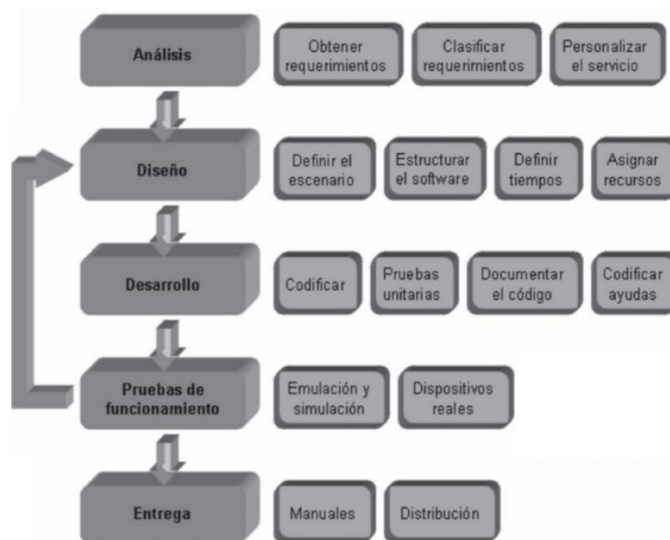 Análisis
Obtener
requerimientos
Clasificar
requerimientos
Personalizar
el servicio
Diseño
Definir el
escenario
Estructurar
el software
Definir
tiempos
Asignar
recursos
Desarrollo
Codificar
Pruebas
unitarias
Documentar
el código
Codificar
ayudas
Pruebas de
funcionamiento
Emulación y
simulación
Dispositivos
reales
Entrega
Manuales
Distribución